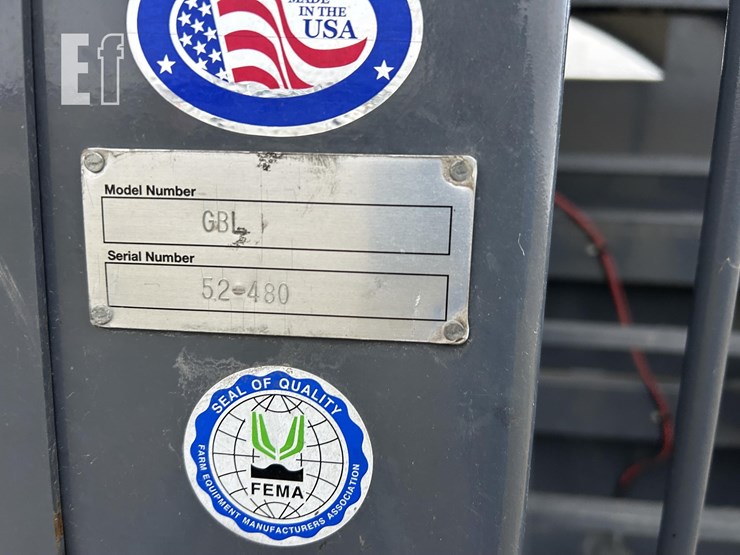 Ef
MADE
IN THE
USA
Model Number
GBL
Serial Number
52-480
SEAL OF QUALITY
FEMA
FARM EQUIPMENT MANUFACTURERS ASSOCIATION